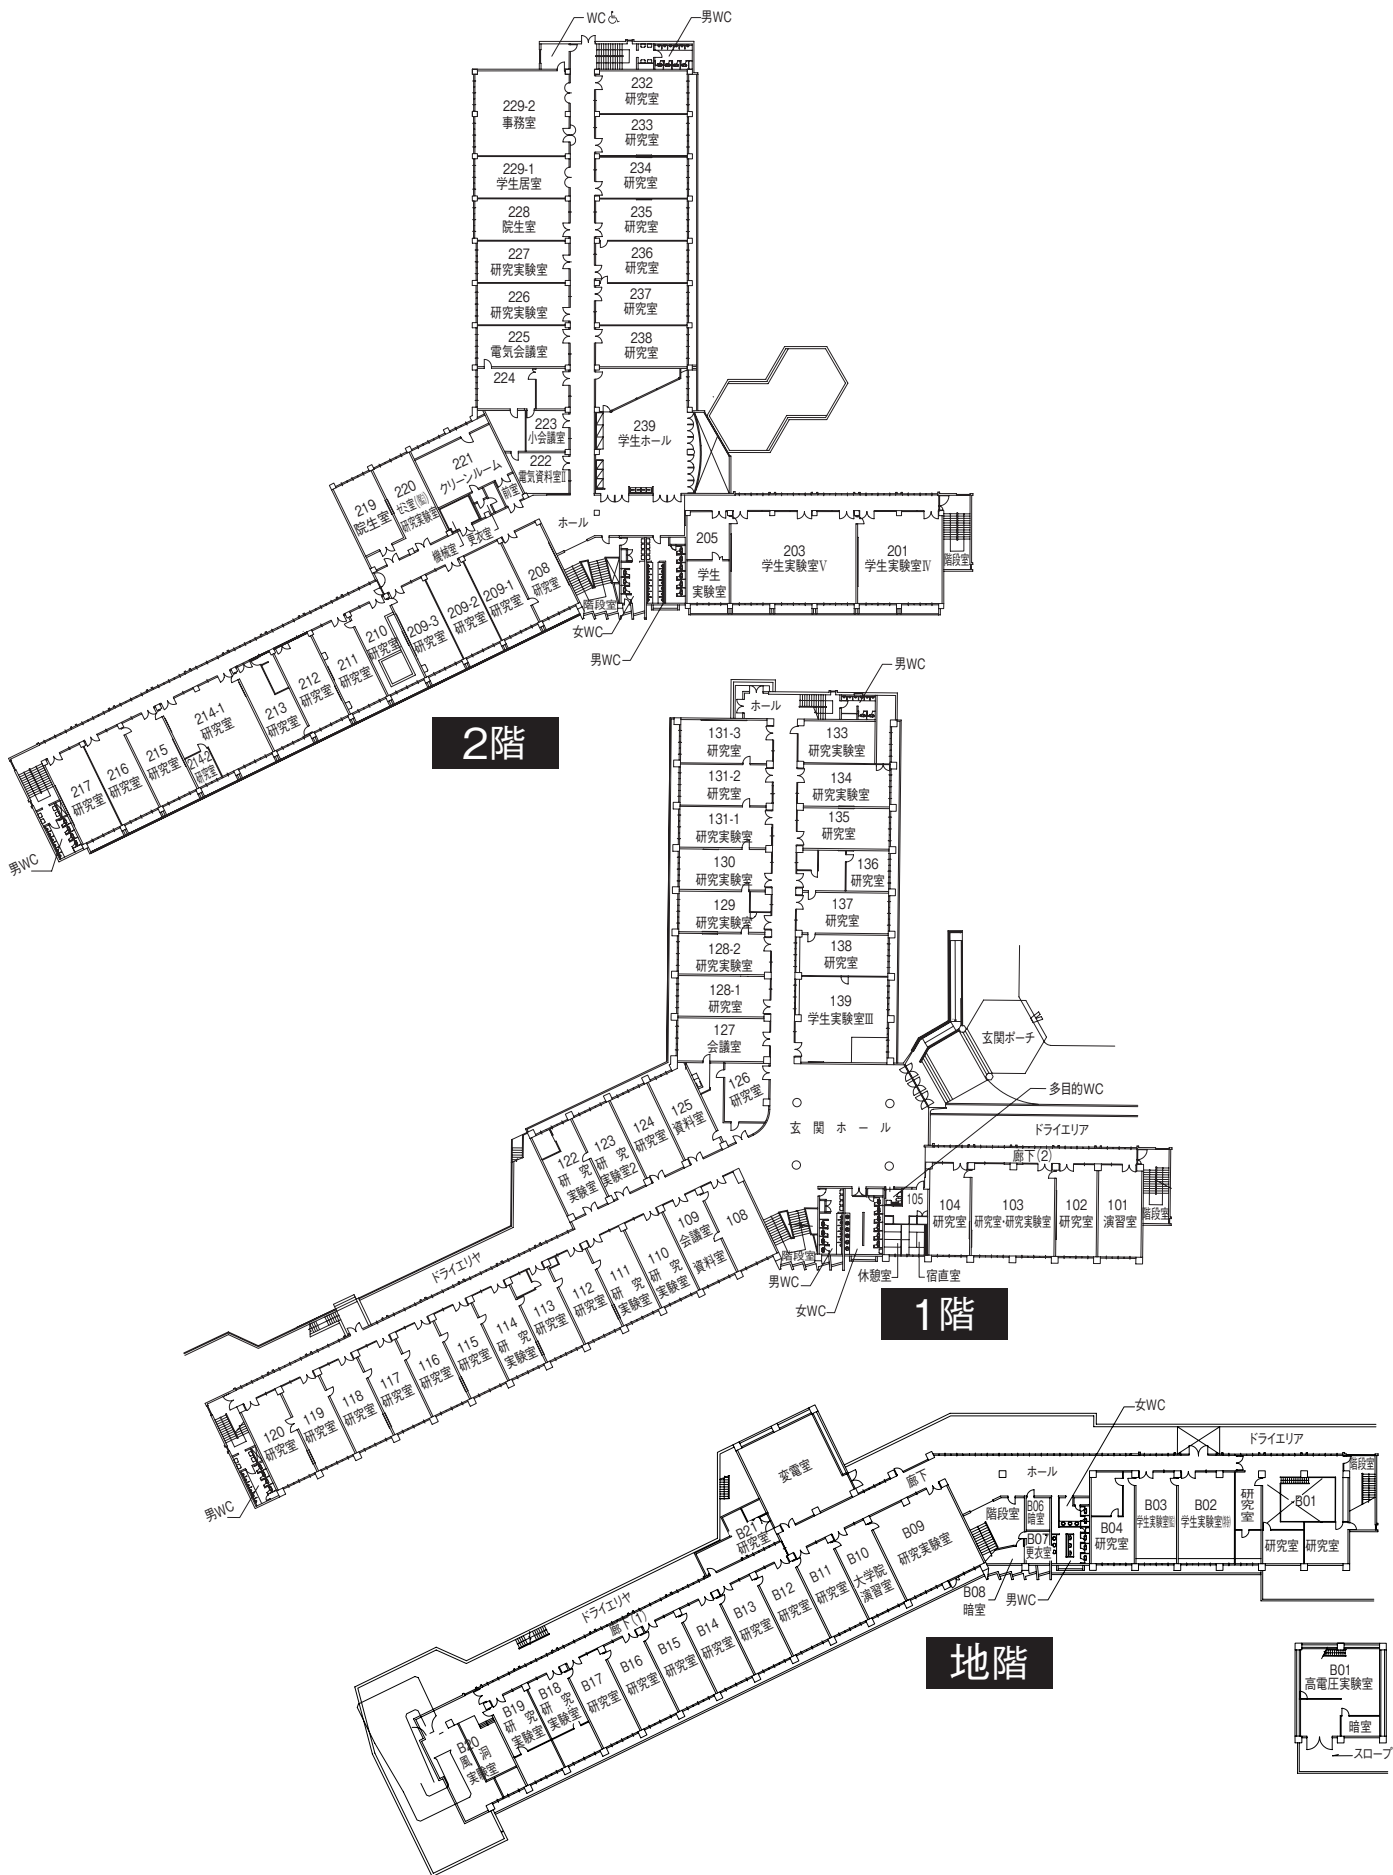 WC
男WC
229-2
事務室
232
研究室
233
研究室
229-1
学生居室
234
研究室
228
院生室
235
研究室
227
研究実験室
236
研究室
226
研究実験室
237
研究室
225
電気会議室
238
研究室
224
223
小会議室
239
学生ホール
222
電気資料室Ⅱ
221
クリーンルーム
前室
220
研究実験室
219
院生室
機械室
更衣室
ホール
205
学生
実験室
203
学生実験室Ⅴ
201
学生実験室Ⅳ
階段室
階段室
女WC
男WC
208
研究室
209-1
研究室
209-2
研究室
209-3
研究室
210
研究室
211
研究室
212
研究室
213
研究室
214-1
研究室
214-2
研究室
215
研究室
216
研究室
217
研究室
男WC
2階
男WC
ホール
131-3
研究室
133
研究実験室
131-2
研究室
134
研究実験室
131-1
研究実験室
135
研究室
130
研究実験室
136
研究室
129
研究実験室
137
研究室
128-2
研究実験室
138
研究室
128-1
研究室
139
学生実験室Ⅲ
127
会議室
126
研究室
玄関ポーチ
多目的WC
玄関ホール
ドライエリア
廊下(2)
125
資料室
124
研究室
123
研究
実験室2
122
研究
実験室
105
104
研究室
103
研究室・研究実験室
102
研究室
101
演習室
階段室
階段室
男WC
女WC
休憩室
宿直室
108
109
会議室
資料室
110
研究
実験室
111
研究
実験室
112
研究室
113
研究室
114
研究
実験室
115
研究室
116
研究室
117
研究室
118
研究室
119
研究室
120
研究室
ドライエリヤ
男WC
1階
女WC
ドライエリア
変電室
廊下
ホール
階段室
階段室
B06
暗室
B07
更衣室
B08
暗室
男WC
B04
研究室
B03
B02
研究室
B01
研究室
研究室
B21
研究室
B09
研究実験室
B10
大学院
演習室
B11
研究室
B12
研究室
B13
研究室
B14
研究室
B15
研究室
B16
研究室
B17
研究室
B18
研究
実験室
B19
研究
実験室
B20
風洞
実験室
ドライエリヤ
廊下(1)
地階
B01
高電圧実験室
暗室
スロープ